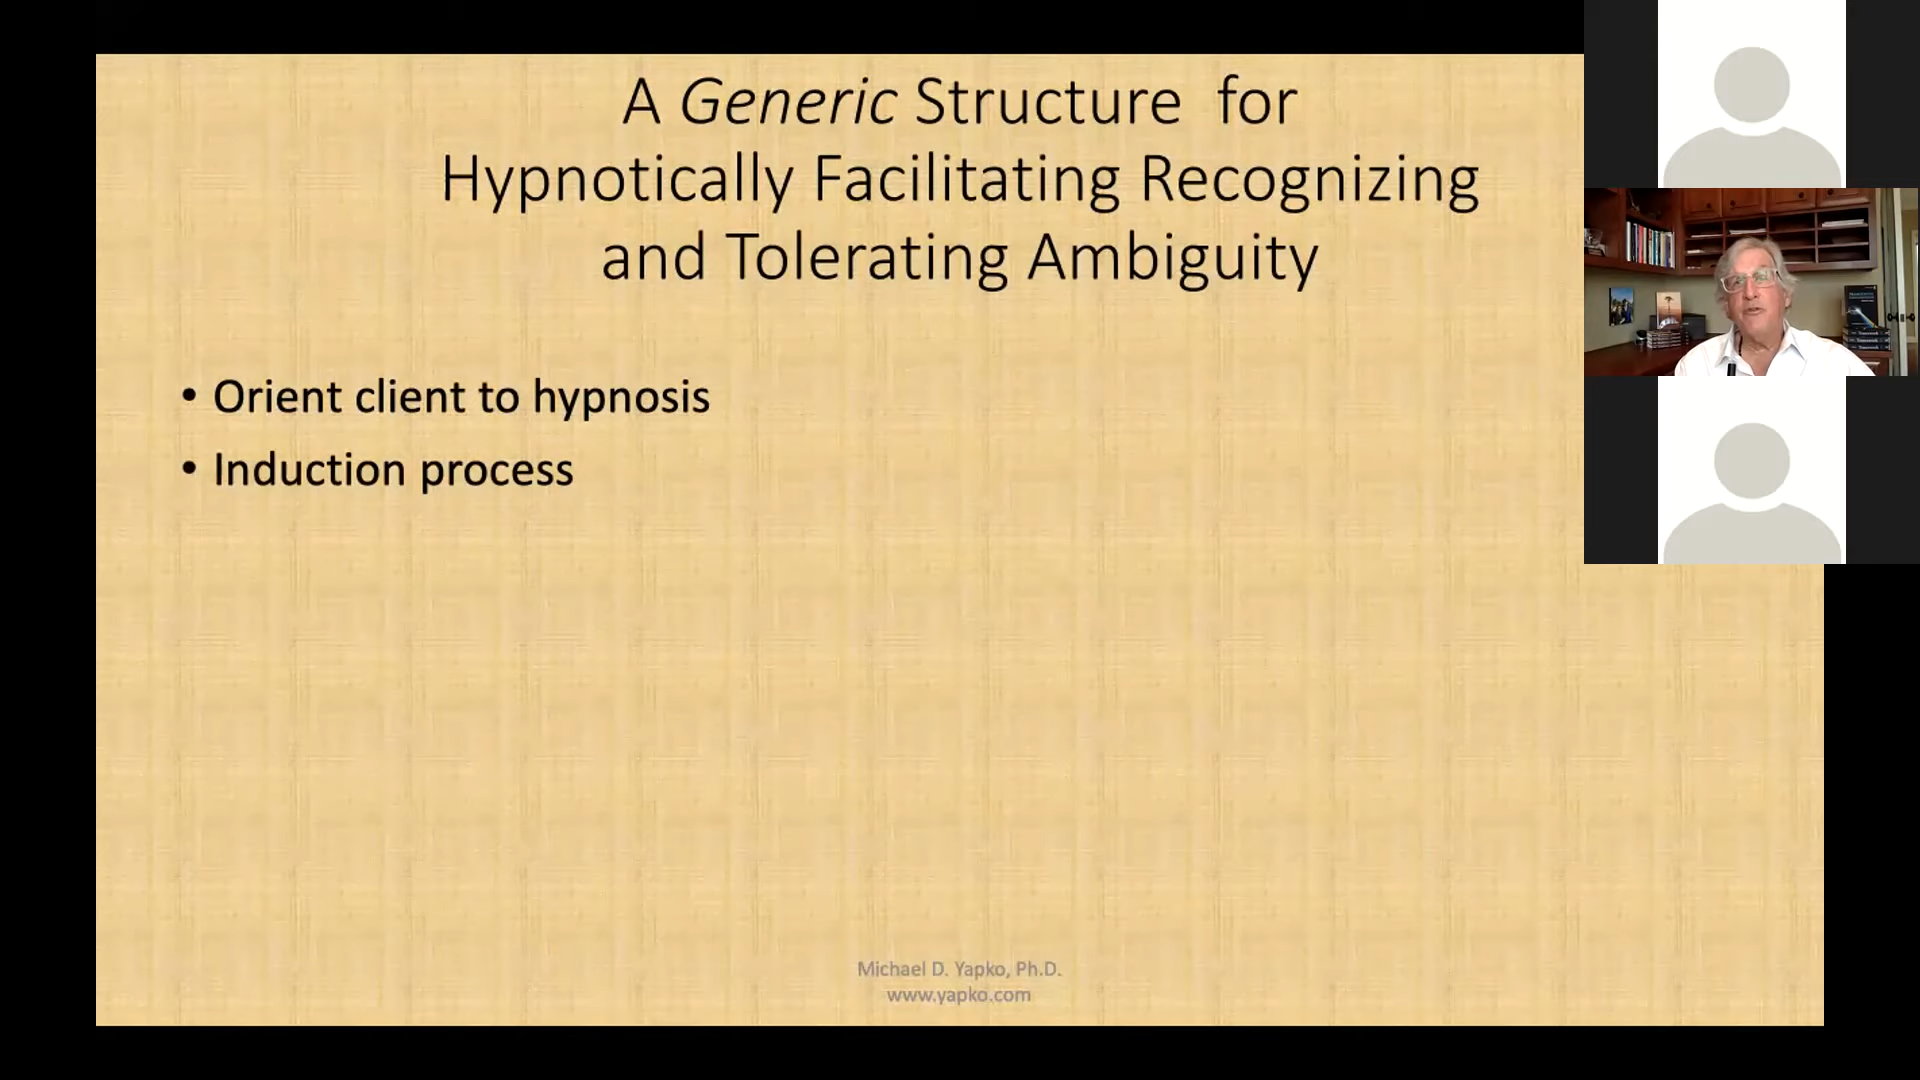 A Generic Structure for
Hypnotically Facilitating Recognizing
and Tolerating Ambiguity
• Orient client to hypnosis
• Induction process
Michael D. Yapko, Ph.D.
www.yapko.com